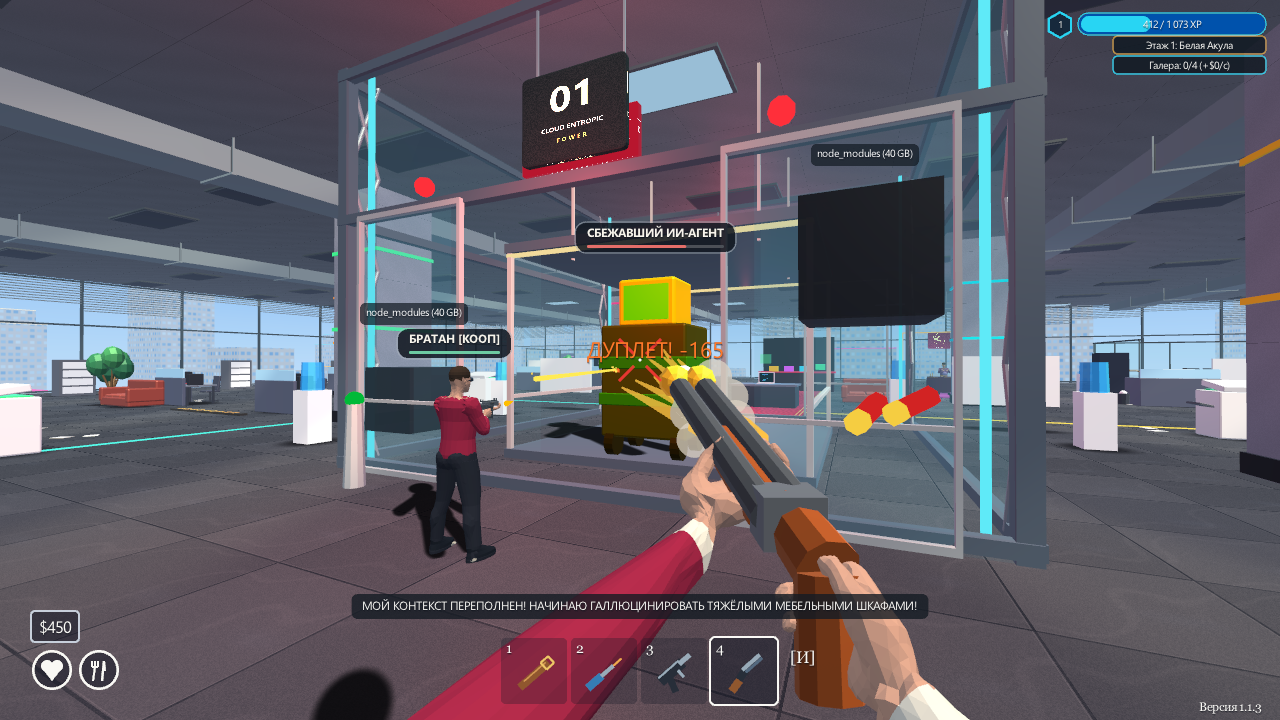 1
412 / 1 073 XP
Этаж 1: Белая Акула
Галера: 0/4 (+$0/с)
01
CLOUD ENTROPIC
POWER
node_modules (40 GB)
СБЕЖАВШИЙ ИИ-АГЕНТ
node_modules (40 GB)
БРАТАН [КООП]
ДУПЛЕТ! -165
МОЙ КОНТЕКСТ ПЕРЕПОЛНЕН! НАЧИНАЮ ГАЛЛЮЦИНИРОВАТЬ ТЯЖЁЛЫМИ МЕБЕЛЬНЫМИ ШКАФАМИ!
$450
1
2
3
4
[И]
Версия 1.1.3